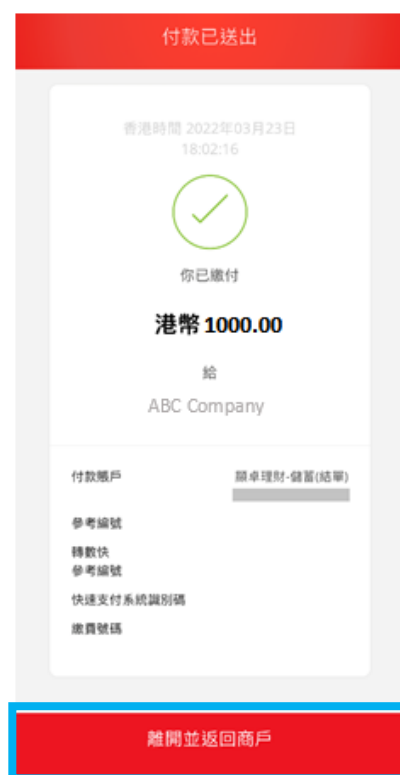 付款已送出
香港時間 2022年03月23日
18:02:16
你已繳付
港幣 1000.00
給
ABC Company
付款賬戶 顯卓理財-儲蓄(結單)
參考編號
轉數快
參考編號
快速支付系統識別碼
繳費號碼
離開並返回商戶